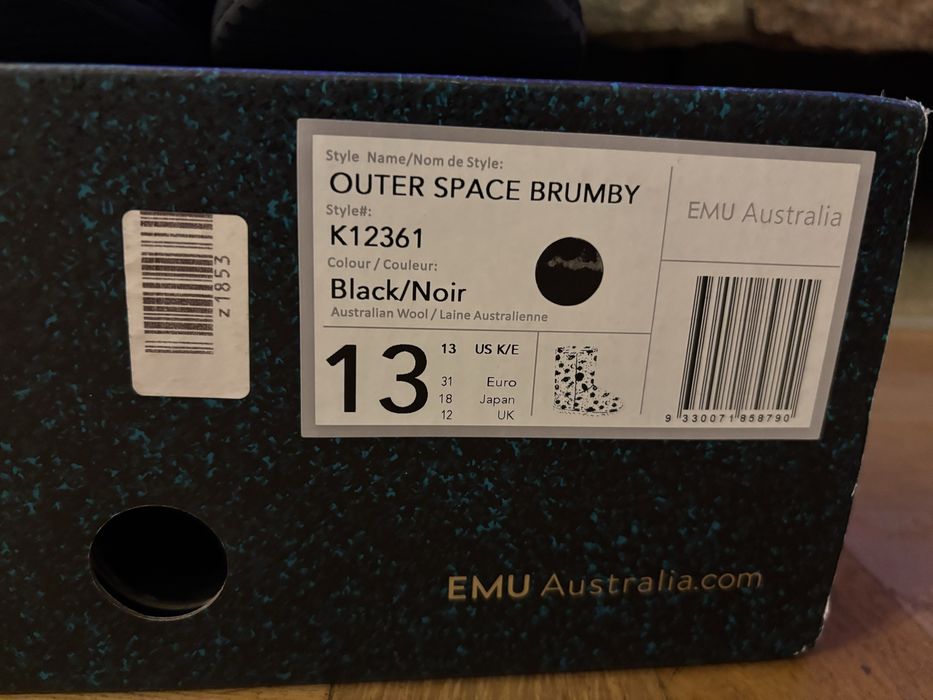 Style Name/Nom de Style:
OUTER SPACE BRUMBY
Style#:
K12361
Colour / Couleur:
Black/Noir
Australian Wool / Laine Australienne
13
13 US K/E
31 Euro
18 Japan
12 UK
EMU Australia
9 330071 858790
z1853
EMU Australia.com